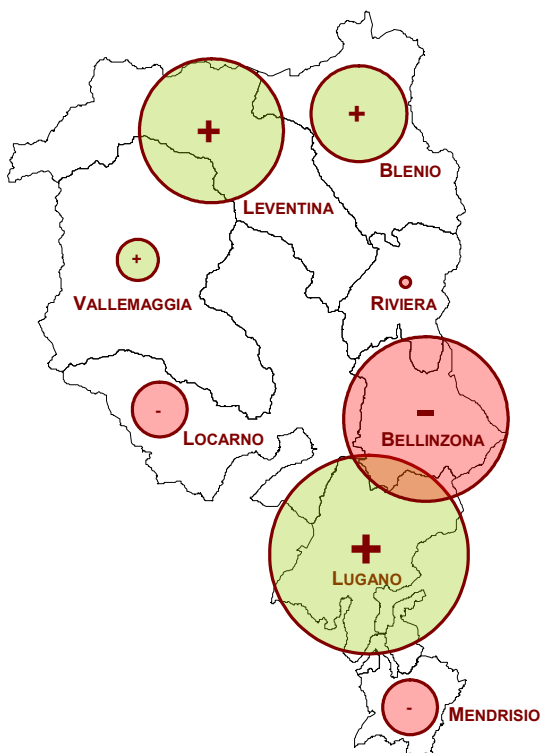 +
+
BLENIO
LEVENTINA
+
VALLEMAGGIA
RIVIERA
-
LOCARNO
-
BELLINZONA
+
LUGANO
-
MENDRISIO